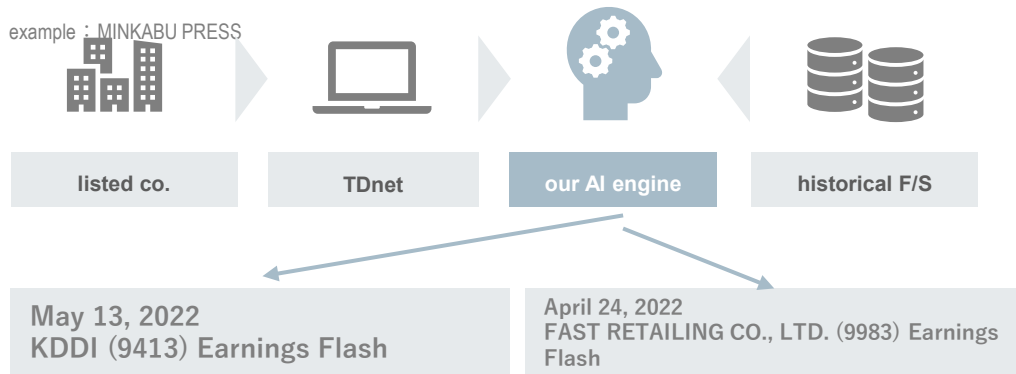 example：MINKABU PRESS
listed co.
TDnet
our AI engine
historical F/S
May 13, 2022
KDDI (9413) Earnings Flash
April 24, 2022
FAST RETAILING CO., LTD. (9983) Earnings
Flash